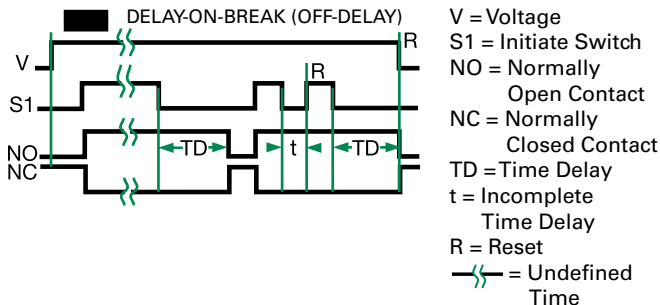 DELAY-ON-BREAK (OFF-DELAY)
R
V
R
S1
NO
TD
t
TD
NC
V = Voltage
S1 = Initiate Switch
NO = Normally
Open Contact
NC = Normally
Closed Contact
TD = Time Delay
t = Incomplete
Time Delay
R = Reset
= Undefined
Time